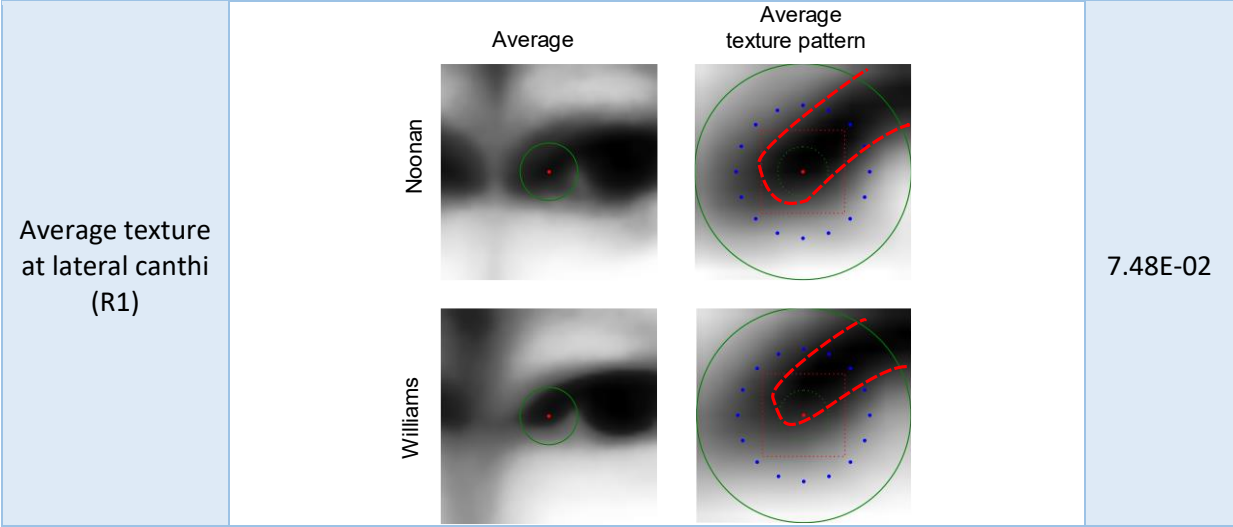 Average texture
at lateral canthi
(R1)
Average
Average
texture pattern
Noonan
Williams
7.48E-02